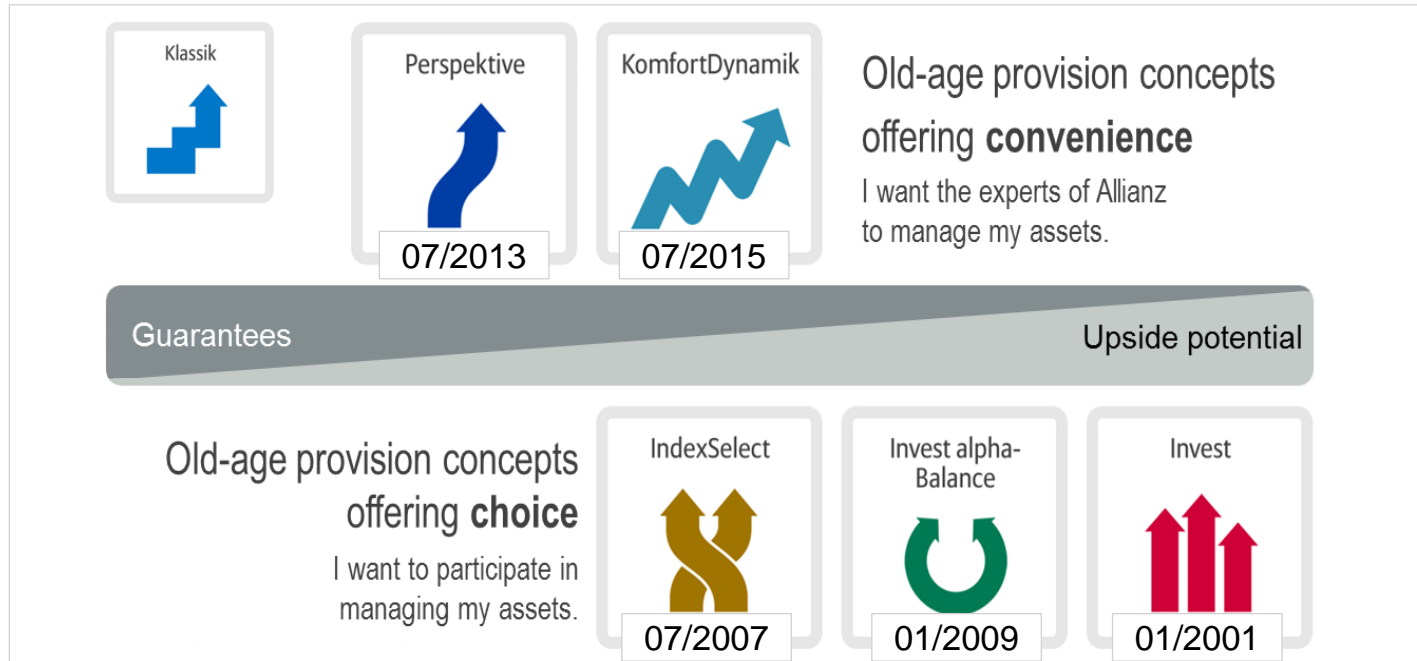 Klassik
Perspektive
07/2013
KomfortDynamik
07/2015
Old-age provision concepts
offering convenience
I want the experts of Allianz
to manage my assets.
Guarantees
Upside potential
Old-age provision concepts
offering choice
I want to participate in
managing my assets.
IndexSelect
07/2007
Invest alpha-
Balance
01/2009
Invest
01/2001